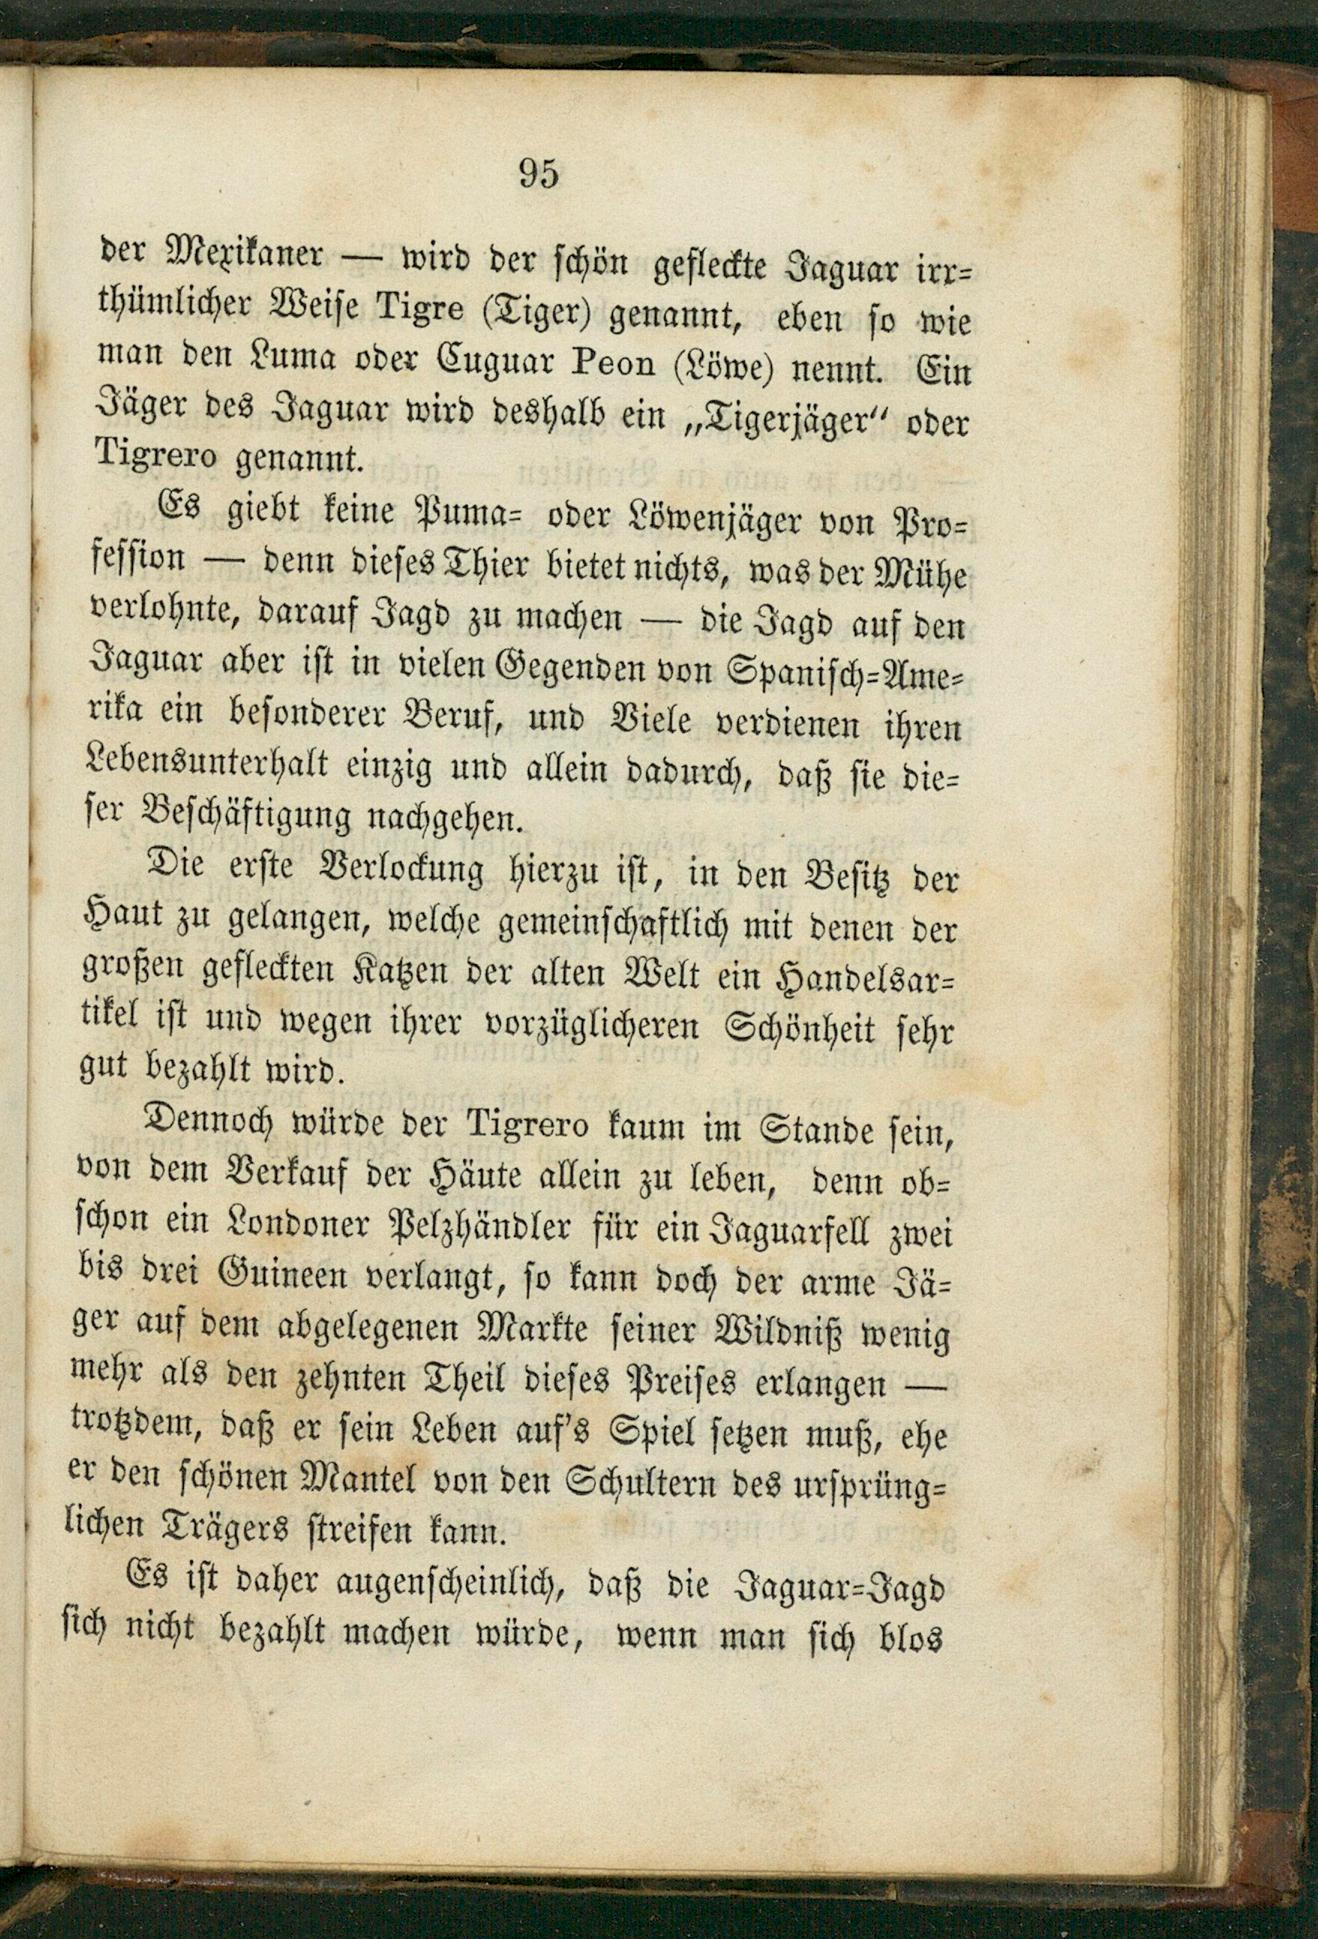 95
der Mexikaner — wird der schön gefleckte Jaguar irr=
thümlicher Weise Tigre (Tiger) genannt, eben so wie
man den Luma oder Cuguar Peon (Löwe) nennt. Ein
Jäger des Jaguar wird deshalb ein „Tigerjäger“ oder
Tigrero genannt.
Es giebt keine Puma= oder Löwenjäger von Pro=
fession — denn dieses Thier bietet nichts, was der Mühe
verlohnte, darauf Jagd zu machen — die Jagd auf den
Jaguar aber ist in vielen Gegenden von Spanisch=Ame=
rika ein besonderer Beruf, und Viele verdienen ihren
Lebensunterhalt einzig und allein dadurch, daß sie die=
ser Beschäftigung nachgehen.
Die erste Verlockung hierzu ist, in den Besitz der
Haut zu gelangen, welche gemeinschaftlich mit denen der
großen gefleckten Katzen der alten Welt ein Handelsar=
tikel ist und wegen ihrer vorzüglicheren Schönheit sehr
gut bezahlt wird.
Dennoch würde der Tigrero kaum im Stande sein,
von dem Verkauf der Häute allein zu leben, denn ob=
schon ein Londoner Pelzhändler für ein Jaguarfell zwei
bis drei Guineen verlangt, so kann doch der arme Jä=
ger auf dem abgelegenen Markte seiner Wildniß wenig
mehr als den zehnten Theil dieses Preises erlangen —
trotzdem, daß er sein Leben auf's Spiel setzen muß, ehe
er den schönen Mantel von den Schultern des ursprüng=
lichen Trägers streifen kann.
Es ist daher augenscheinlich, daß die Jaguar=Jagd
sich nicht bezahlt machen würde, wenn man sich blos